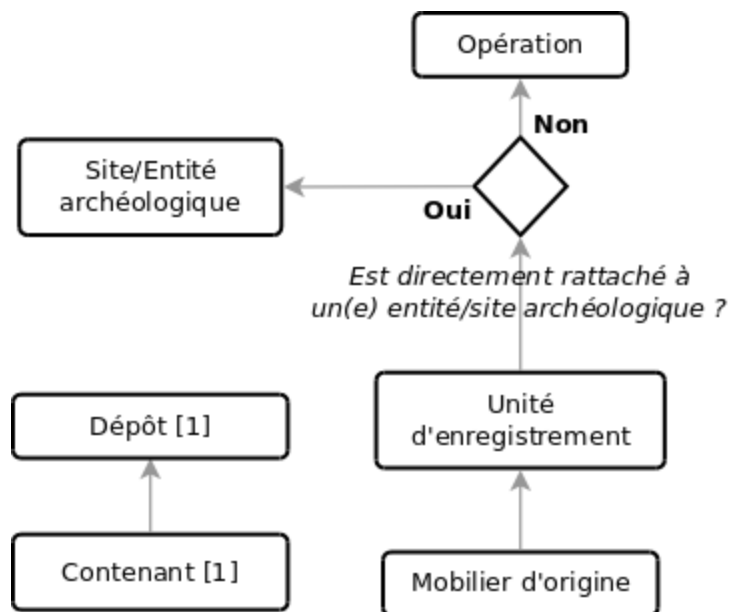 Opération
Non
Site/Entité
archéologique
Oui
Est directement rattaché à
un(e) entité/site archéologique ?
Unité
d'enregistrement
Dépôt [1]
Contenant [1]
Mobilier d'origine